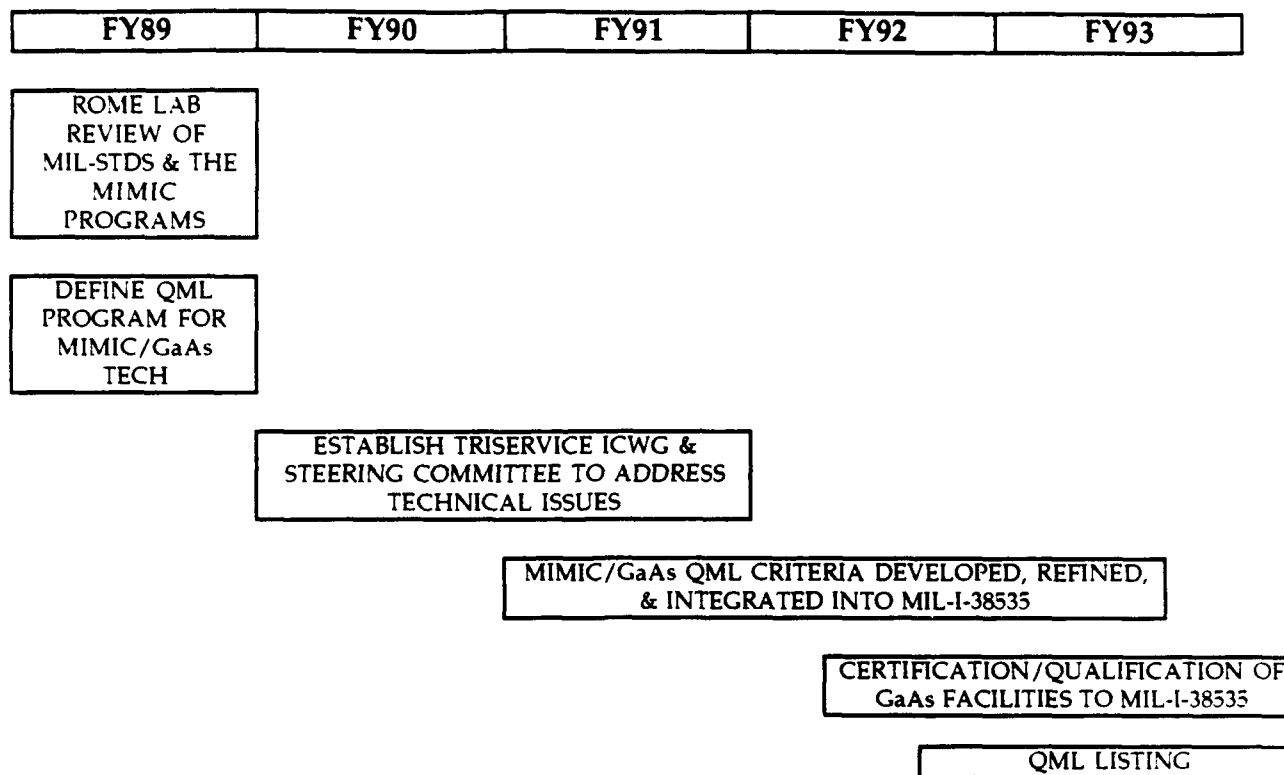 FY89 FY90 FY91 FY92 FY93
ROME LAB
REVIEW OF
MIL-STDS & THE
MIMIC
PROGRAMS
DEFINE QML
PROGRAM FOR
MIMIC/GaAs
TECH
ESTABLISH TRISERVICE ICWG &
STEERING COMMITTEE TO ADDRESS
TECHNICAL ISSUES
MIMIC/GaAs QML CRITERIA DEVELOPED, REFINED,
& INTEGRATED INTO MIL-I-38535
CERTIFICATION/QUALIFICATION OF
GaAs FACILITIES TO MIL-I-38535
QML LISTING